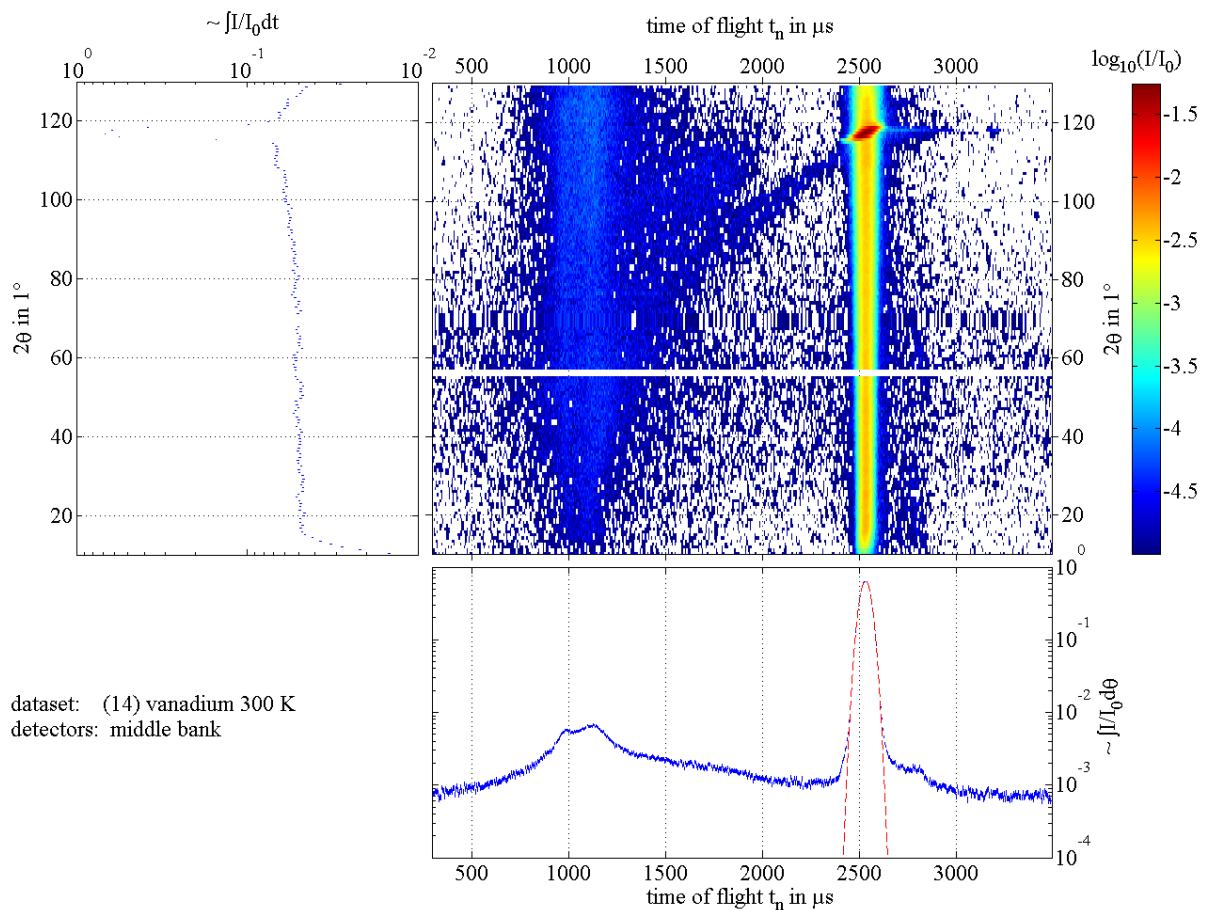 ~ ∫I/I₀dt
time of flight tₙ in μs
10⁰ 10⁻¹ 10⁻²
500 1000 1500 2000 2500 3000
log₁₀(I/I₀)
120
100
80
60
40
20
2θ in 1°
120
100
80
60
40
20
0
2θ in 1°
-1.5
-2
-2.5
-3
-3.5
-4
-4.5
10⁰
10⁻¹
10⁻²
10⁻³
10⁻⁴
~ ∫I/I₀dθ
dataset: (14) vanadium 300 K
detectors: middle bank
500 1000 1500 2000 2500 3000
time of flight tₙ in μs